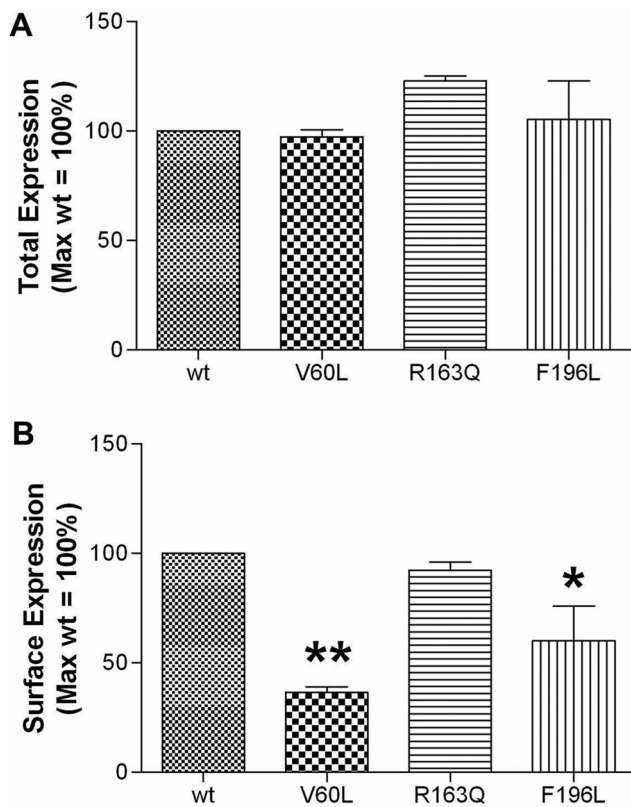 A
Total Expression
(Max wt = 100%)
150
100
50
0
wt V60L R163Q F196L
B
Surface Expression
(Max wt = 100%)
150
100
50
0
**
*
wt V60L R163Q F196L